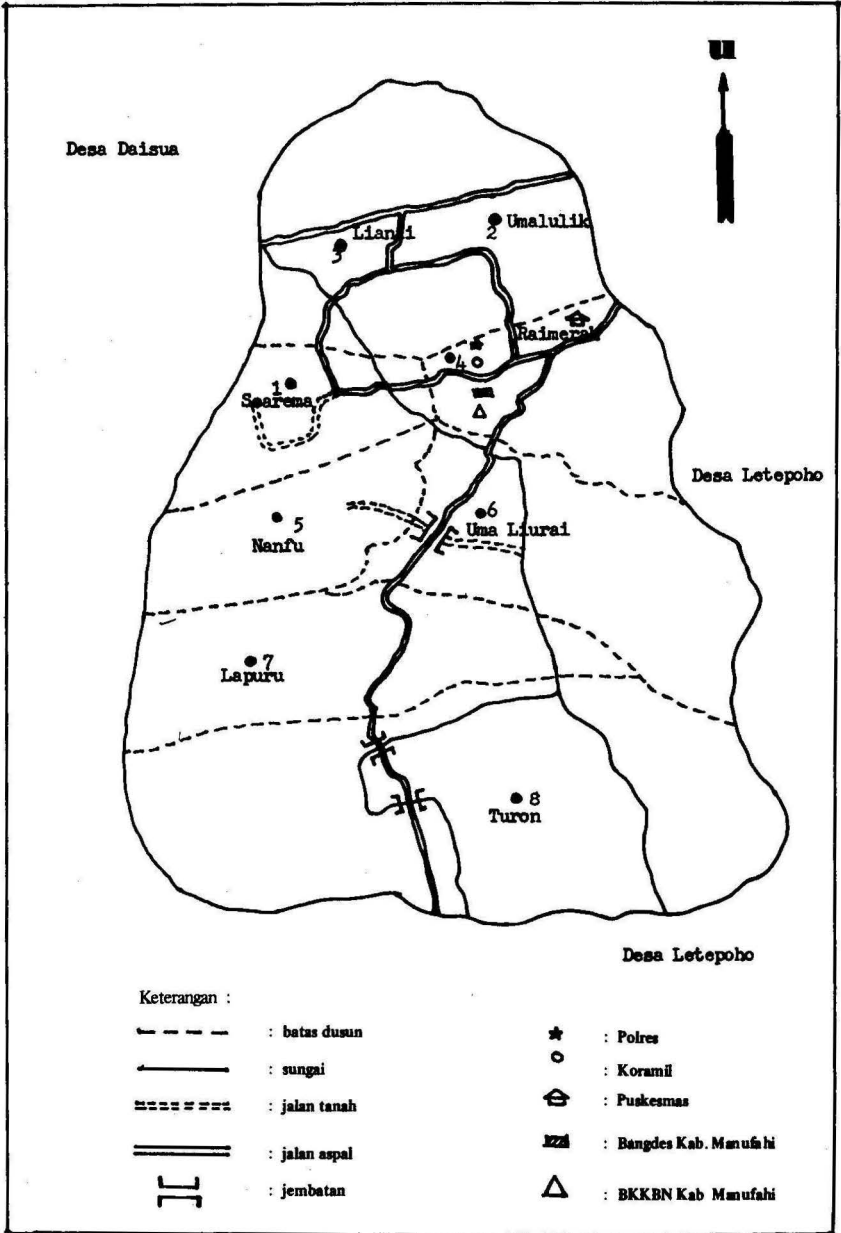 U
Desa Daisua
2 Umalulik
3
Raimerak
4
1
Soarema
Desa Letepoho
5
Nanfu
6
Uma Liurai
7
Lapuru
8
Turon
Desa Letepoho
Keterangan :
: batas dusun
: sungai
: jalan tanah
: jalan aspal
: jembatan
: Polres
: Koramil
: Puskesmas
: Bangdes Kab. Manufahi
: BKKBN Kab Manufahi